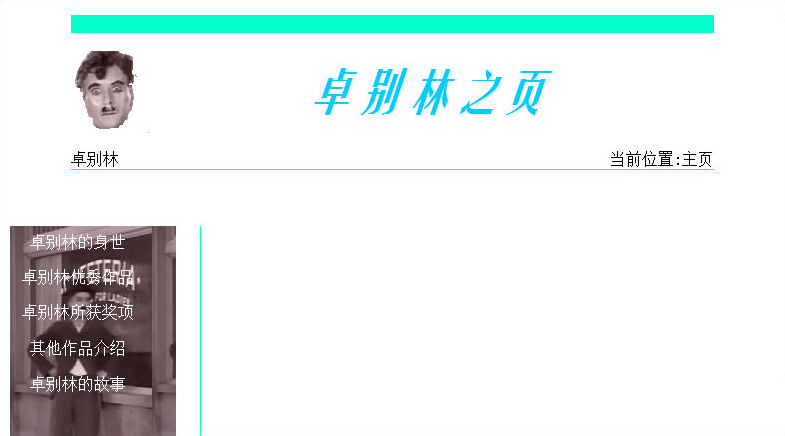 卓别林之页
卓别林
当前位置:主页
卓别林的身世
卓别林优秀作品
卓别林所获奖项
其他作品介绍
卓别林的故事
FOR LADIES